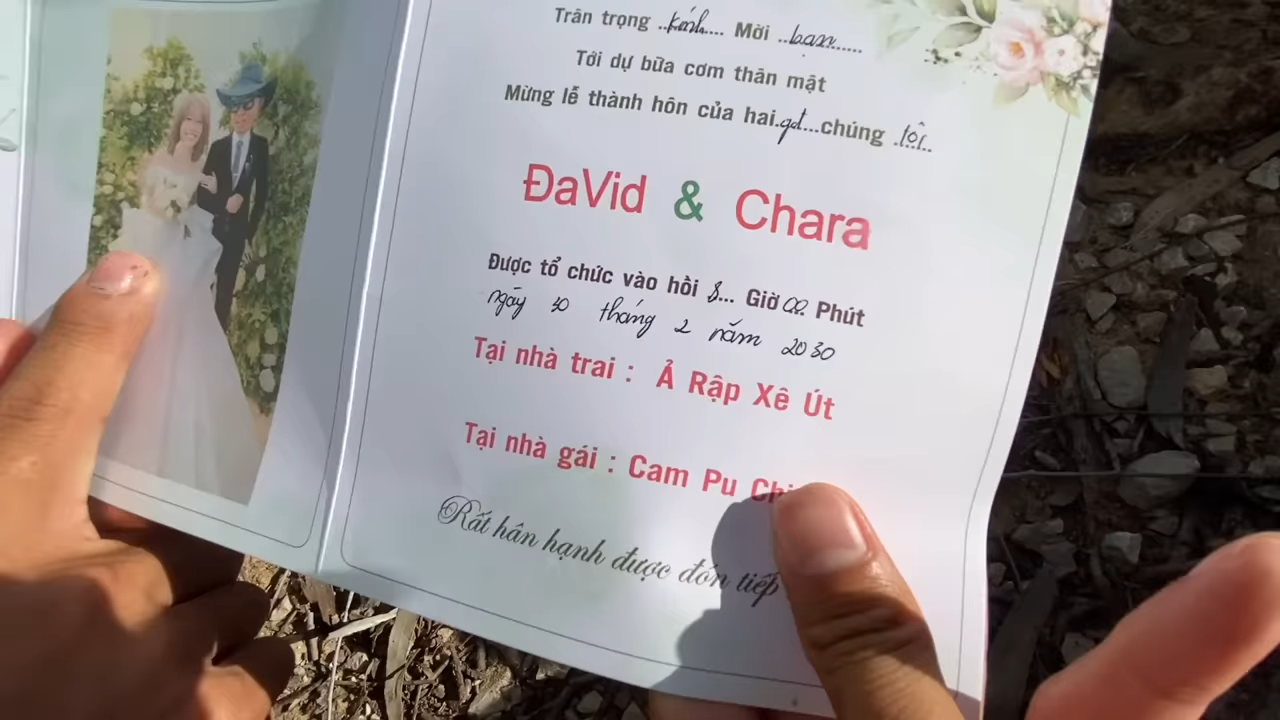 Trân trọng ..kính.... Mời ..bạn......
Tới dự bữa cơm thân mật
Mừng lễ thành hôn của hai.gđ...chúng .tôi..
ĐaVid & Chara
Được tổ chức vào hồi 8... Giờ 00. Phút
ngày 30 tháng 2 năm 2030
Tại nhà trai : Ả Rập Xê Út
Tại nhà gái : Cam Pu
Rất hân hạnh được đón tiếp